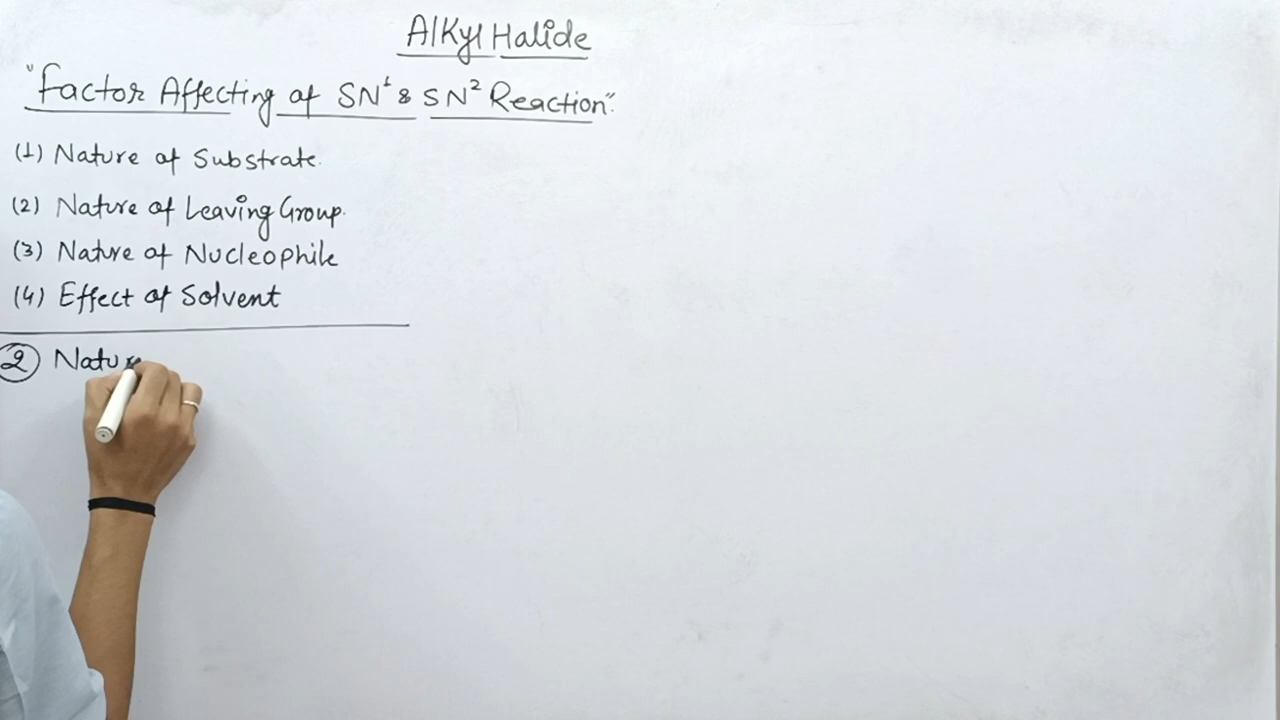 Alkyl Halide
"Factor Affecting of SN¹ & SN² Reaction".
(1) Nature of Substrate.
(2) Nature of Leaving Group.
(3) Nature of Nucleophile
(4) Effect of Solvent
(2) Natur